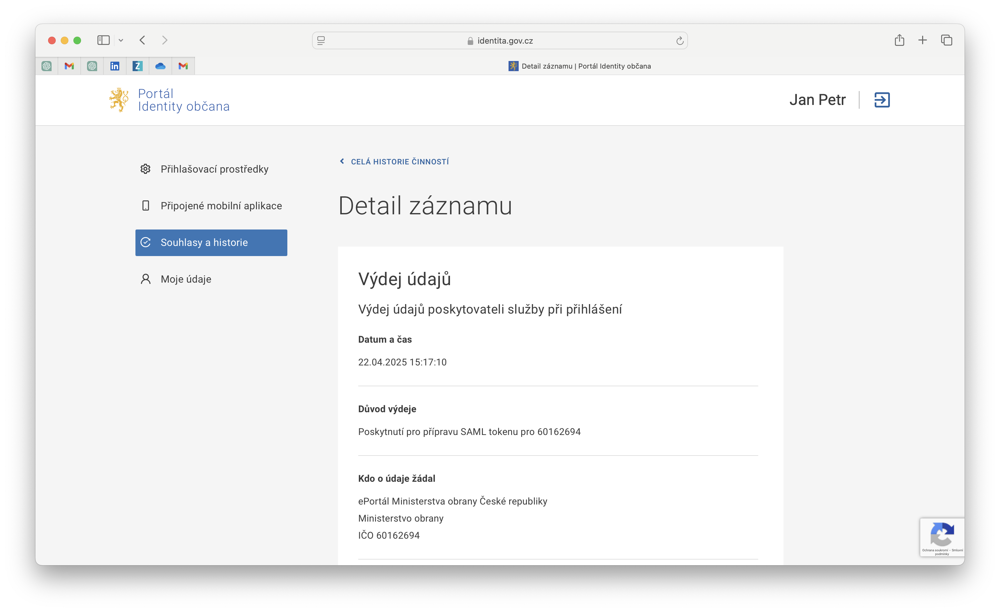 identita.gov.cz
Detail záznamu | Portál Identity občana
Portál
Identity občana
Jan Petr
Přihlašovací prostředky
Připojené mobilní aplikace
Souhlasy a historie
Moje údaje
CELÁ HISTORIE ČINNOSTÍ
Detail záznamu
Výdej údajů
Výdej údajů poskytovateli služby při přihlášení
Datum a čas
22.04.2025 15:17:10
Důvod výdeje
Poskytnutí pro přípravu SAML tokenu pro 60162694
Kdo o údaje žádal
ePortál Ministerstva obrany České republiky
Ministerstvo obrany
IČO 60162694
Ochrana soukromí - Smluvní
podmínky